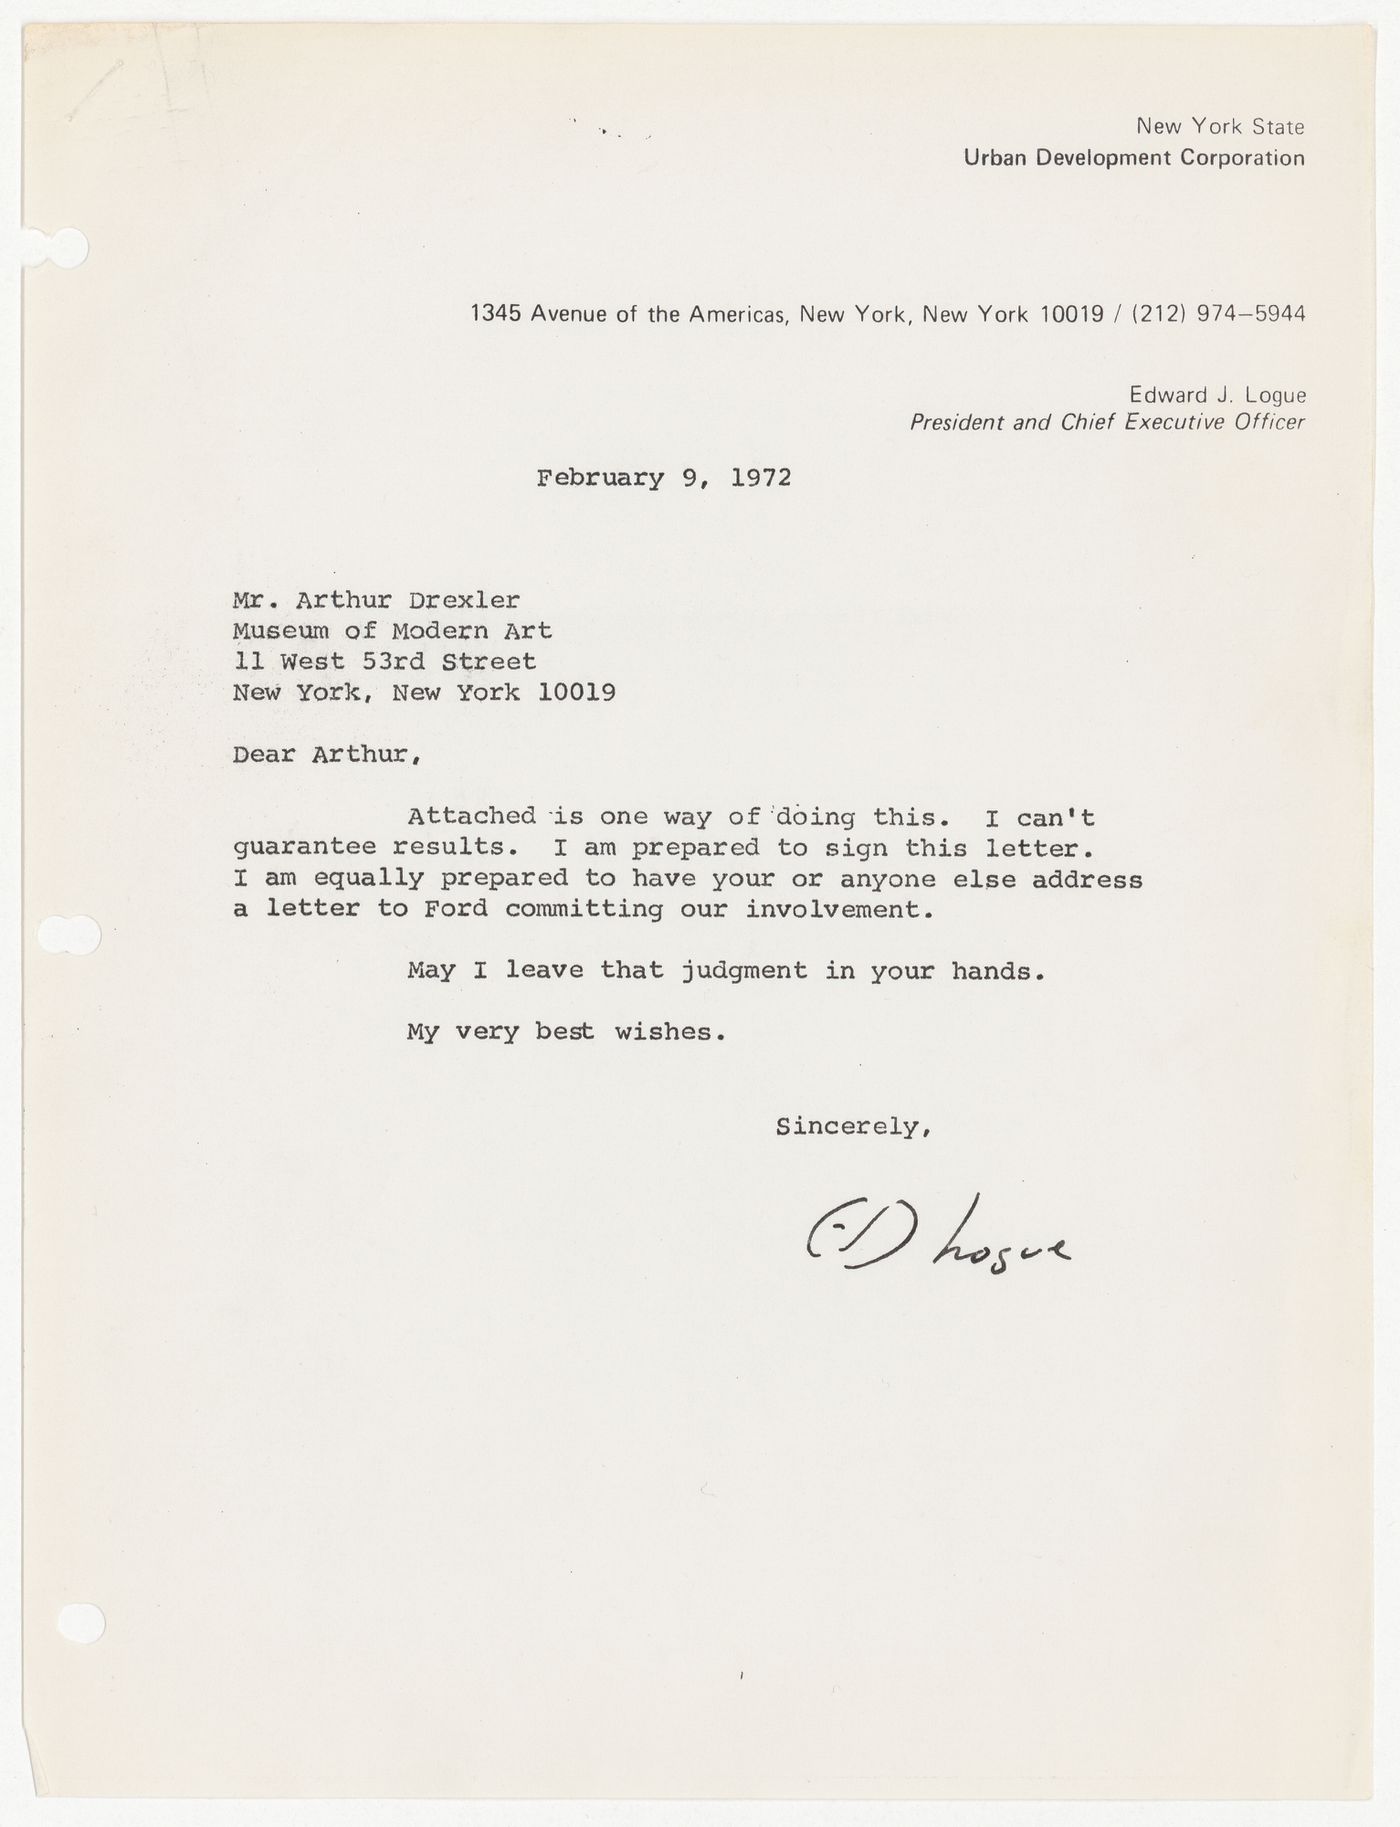 New York State
Urban Development Corporation
1345 Avenue of the Americas, New York, New York 10019 / (212) 974–5944
Edward J. Logue
President and Chief Executive Officer
February 9, 1972
Mr. Arthur Drexler
Museum of Modern Art
11 West 53rd Street
New York, New York 10019
Dear Arthur,
Attached is one way of doing this. I can't
guarantee results. I am prepared to sign this letter.
I am equally prepared to have your or anyone else address
a letter to Ford committing our involvement.
May I leave that judgment in your hands.
My very best wishes.
Sincerely,
ED Logue